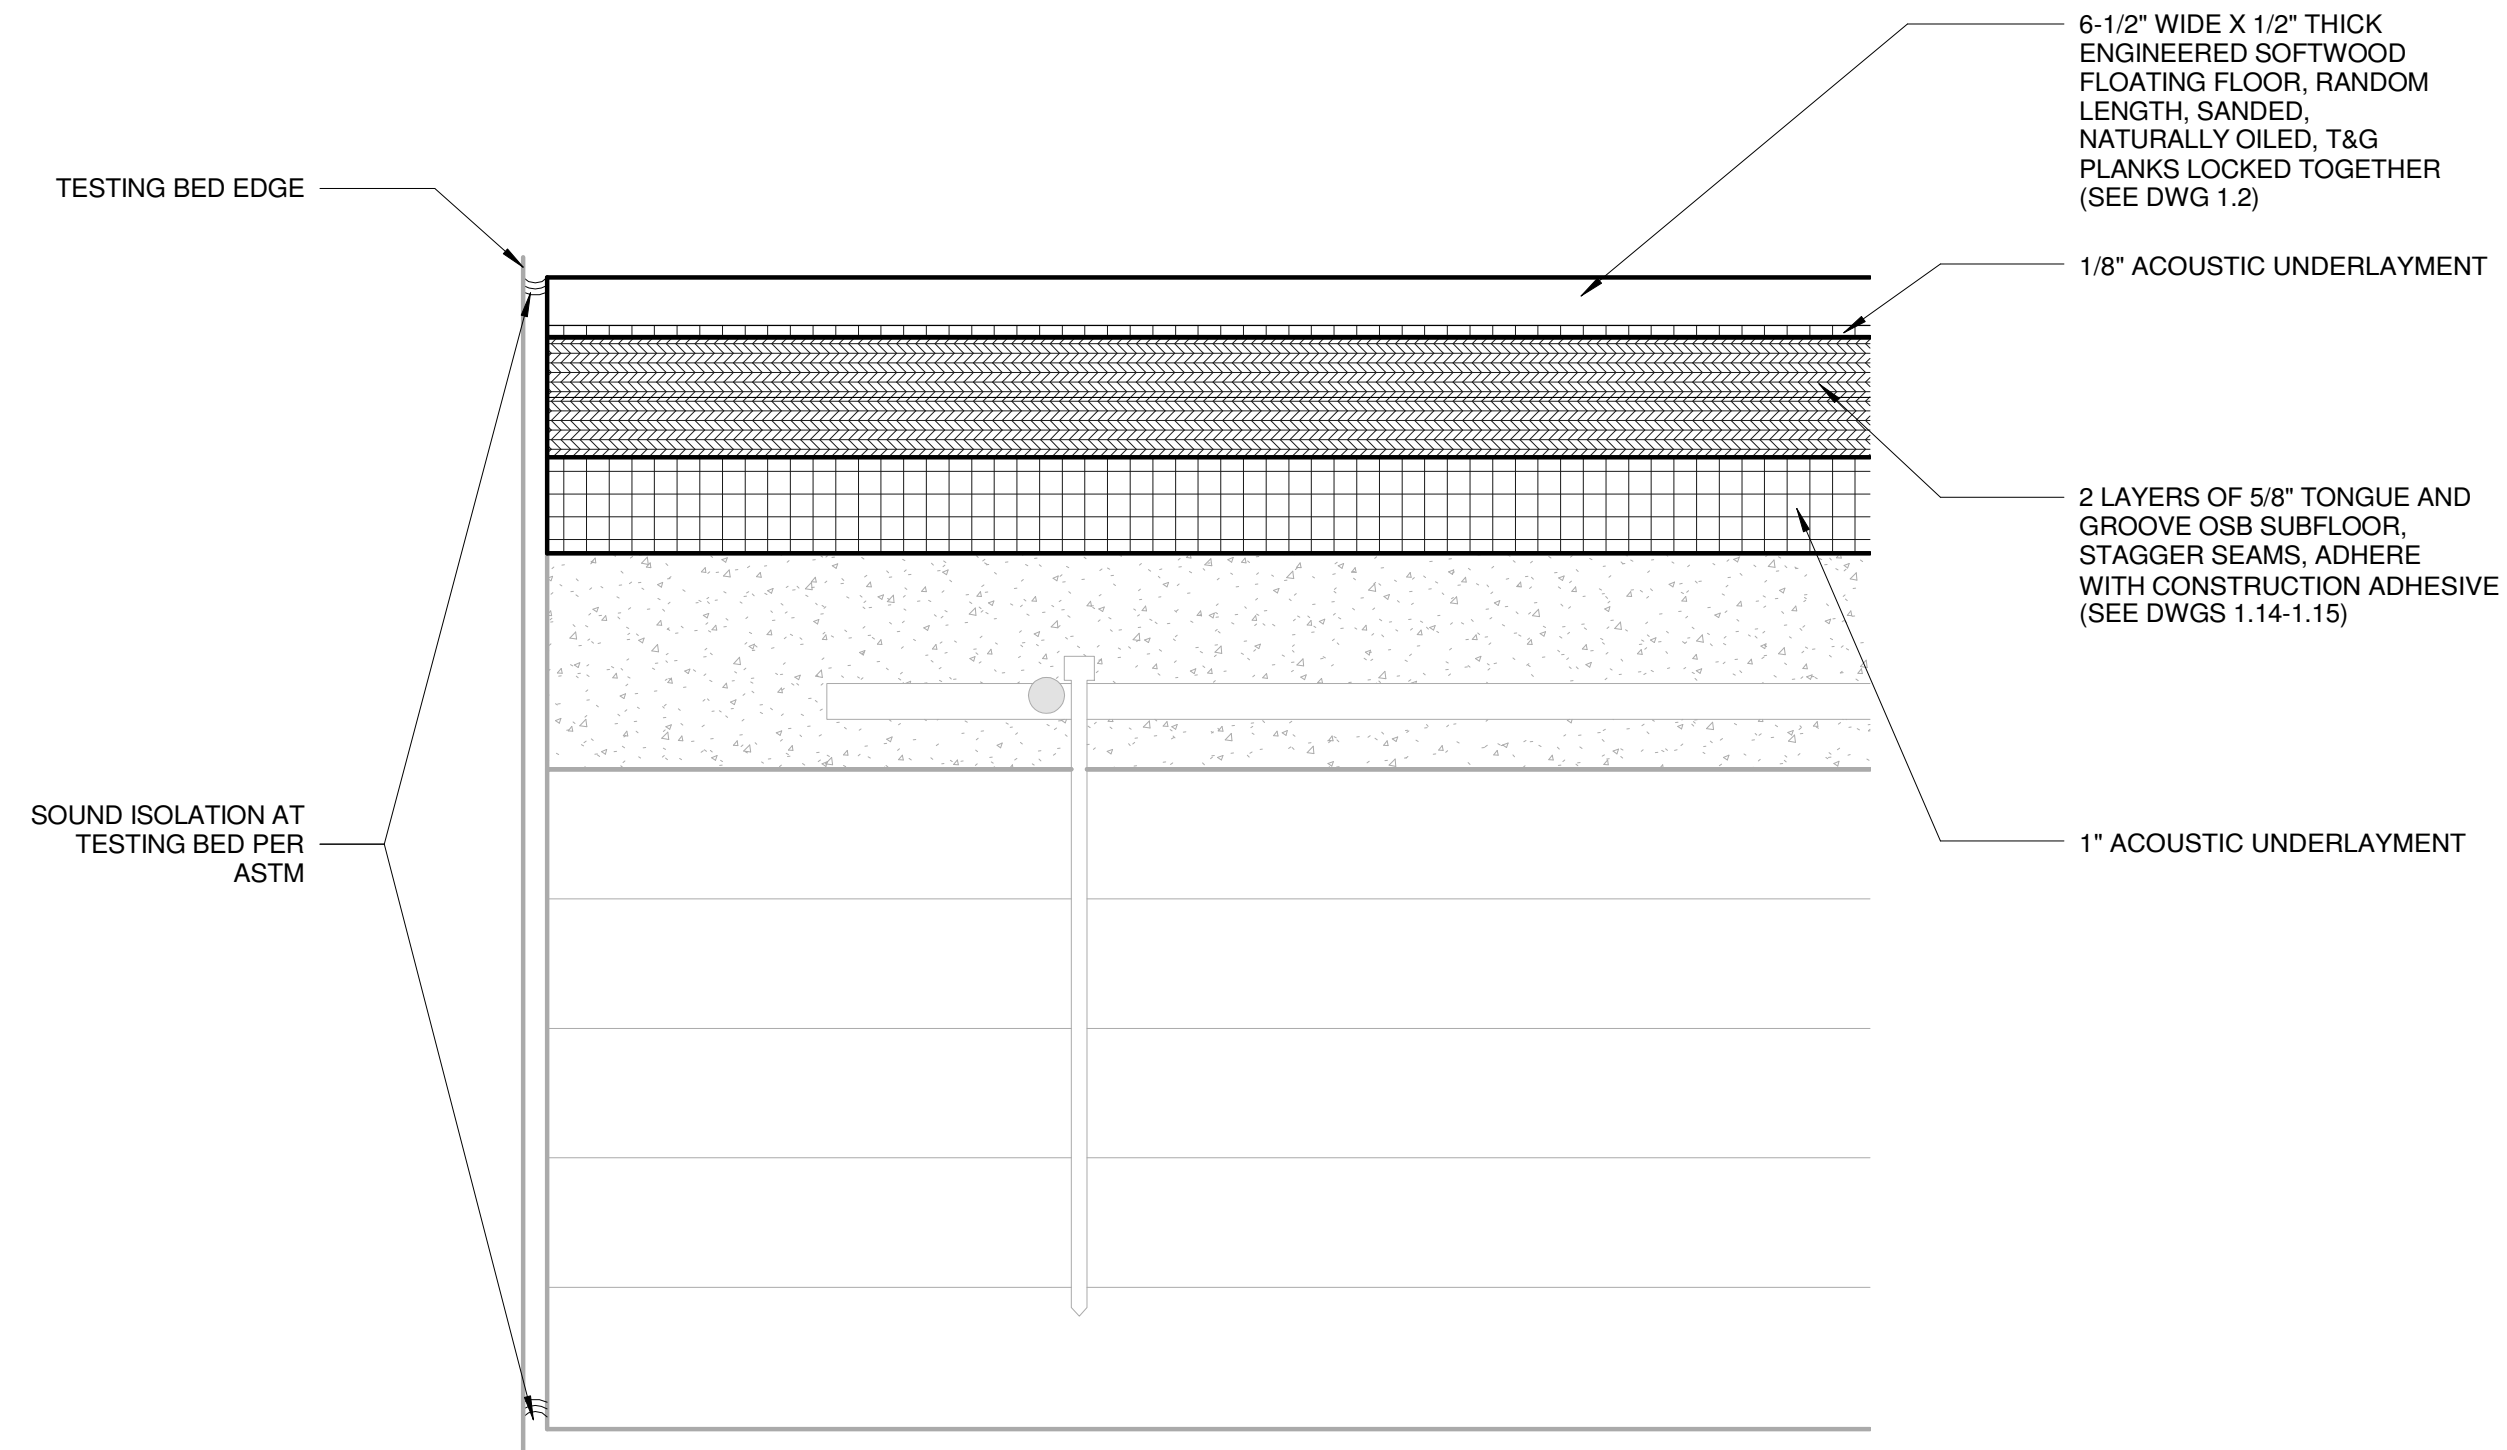 6-1/2" WIDE X 1/2" THICK
ENGINEERED SOFTWOOD
FLOATING FLOOR, RANDOM
LENGTH, SANDED,
NATURALLY OILED, T&G
PLANKS LOCKED TOGETHER
(SEE DWG 1.2)
TESTING BED EDGE
1/8" ACOUSTIC UNDERLAYMENT
2 LAYERS OF 5/8" TONGUE AND
GROOVE OSB SUBFLOOR,
STAGGER SEAMS, ADHERE
WITH CONSTRUCTION ADHESIVE
(SEE DWGS 1.14-1.15)
SOUND ISOLATION AT
TESTING BED PER
ASTM
1" ACOUSTIC UNDERLAYMENT